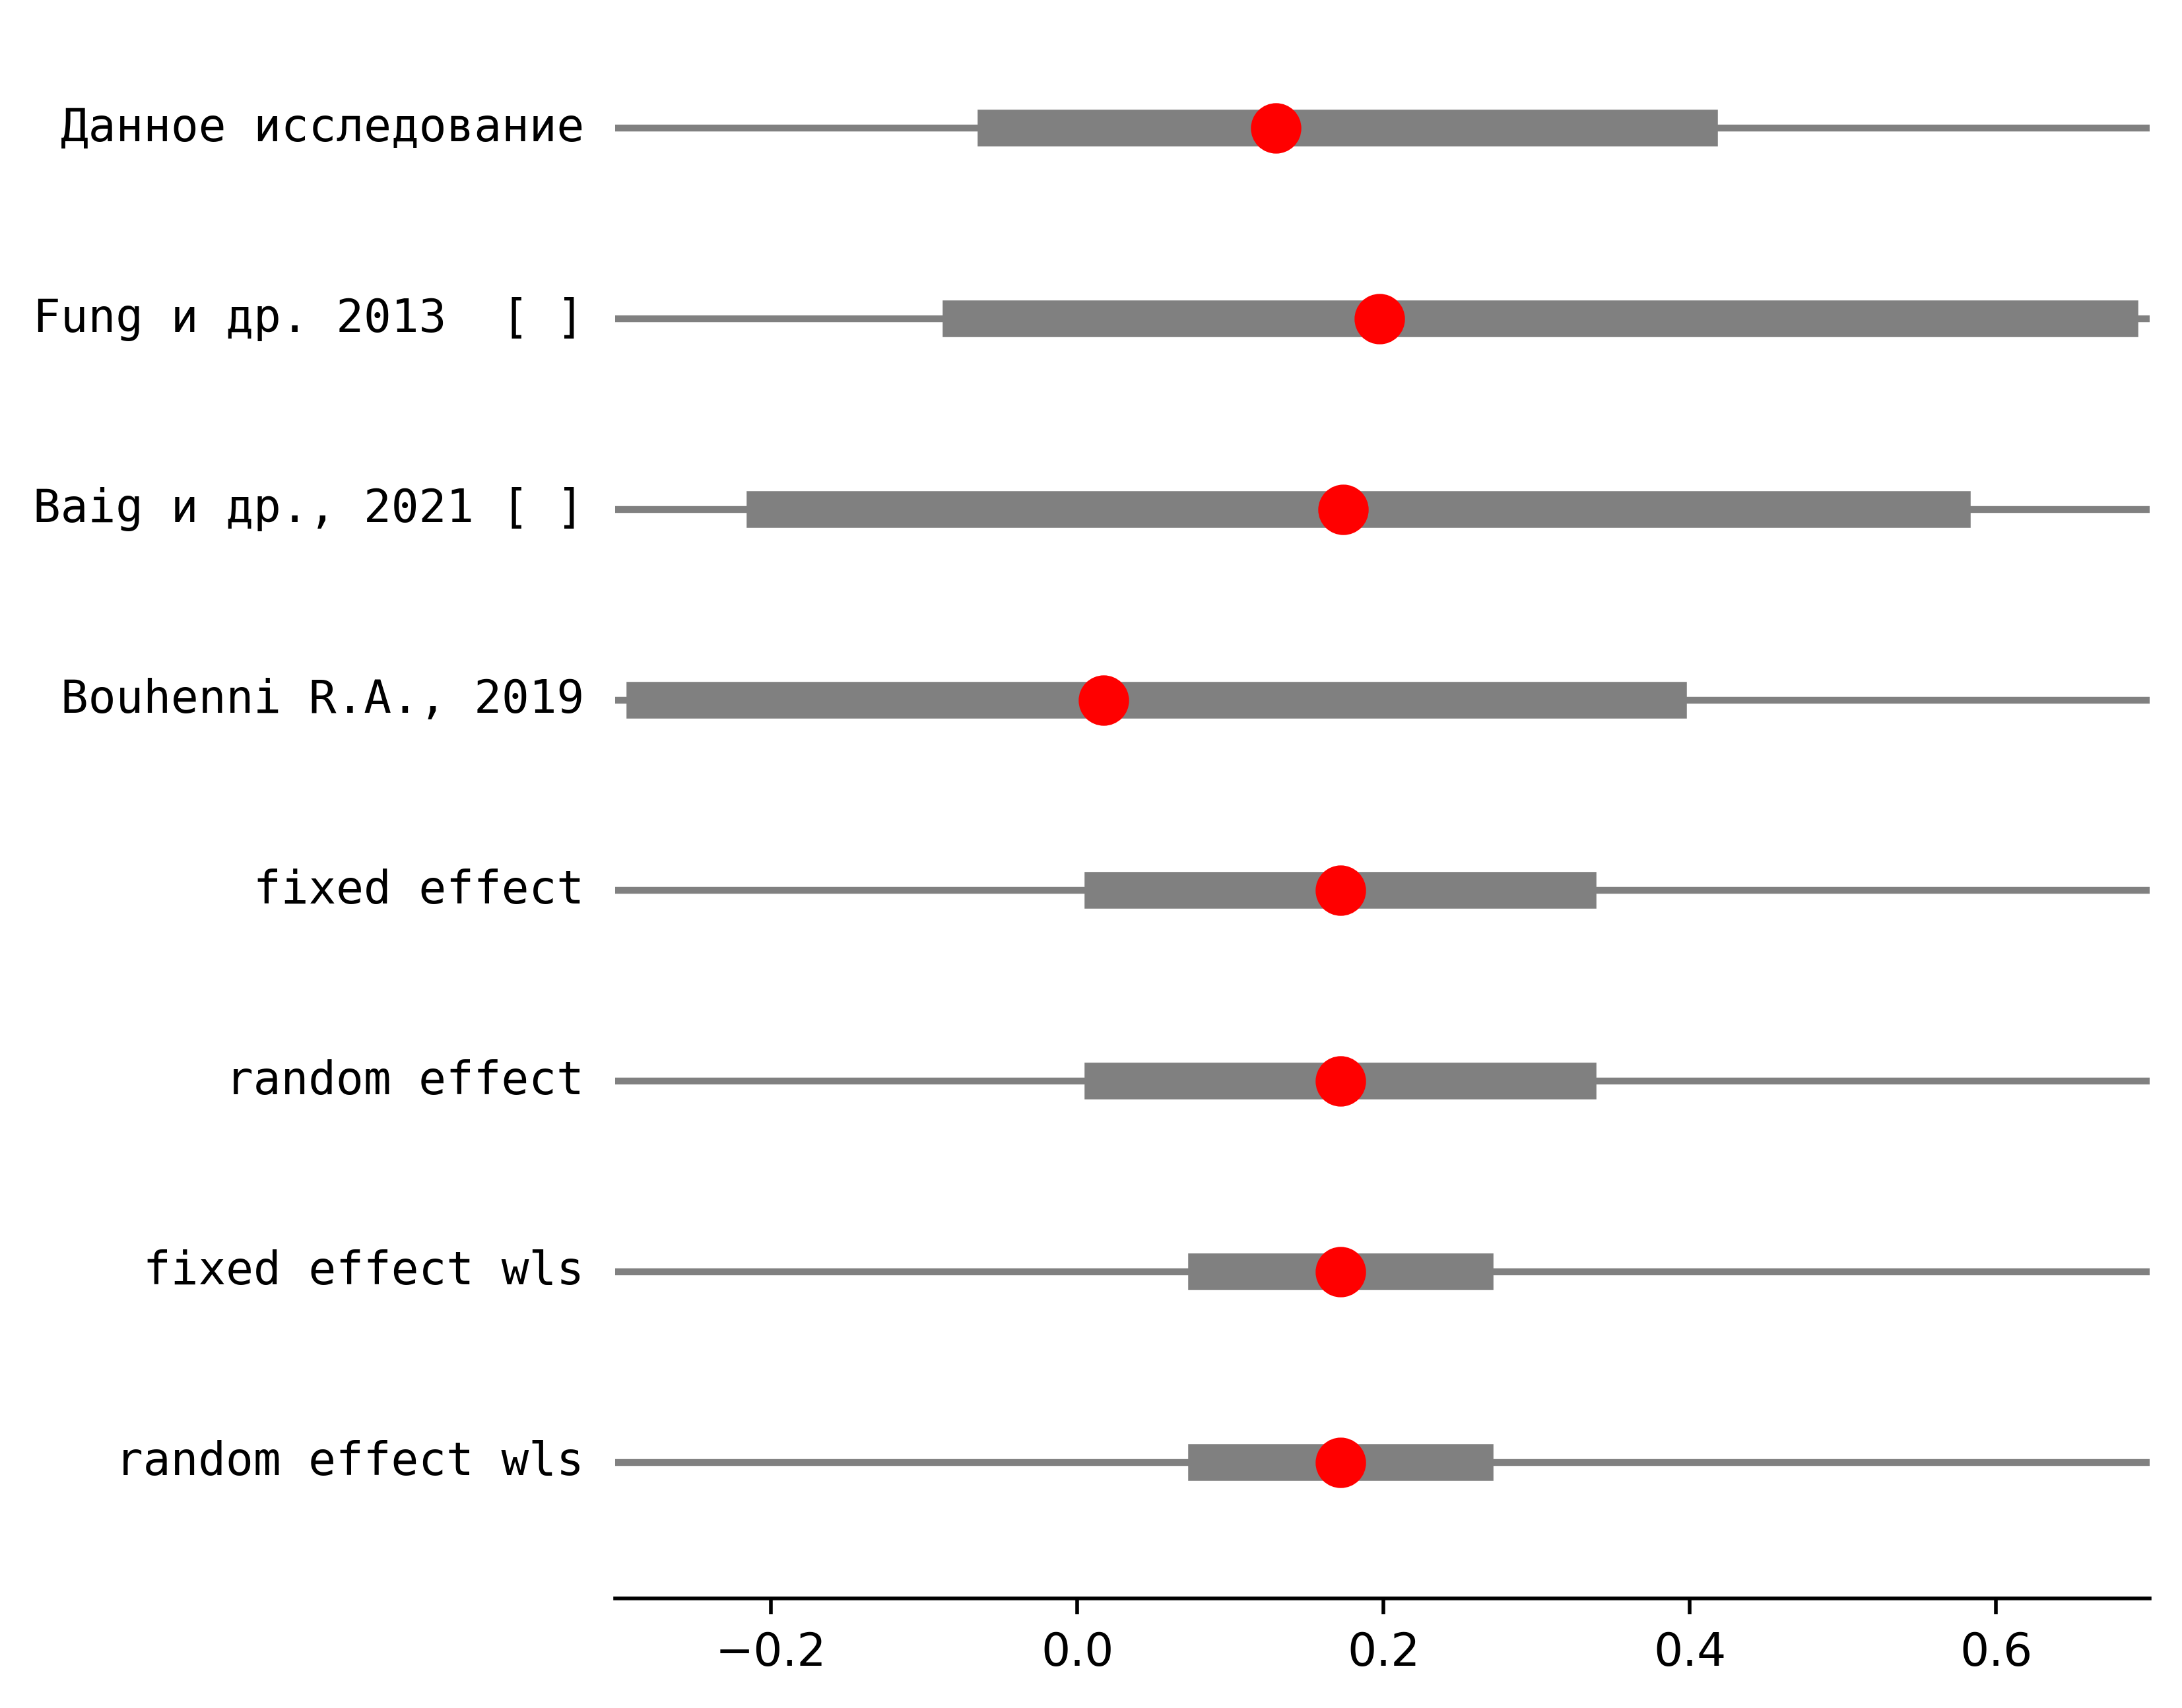 Данное исследование
Fung и др. 2013  [ ]
Baig и др., 2021 [ ]
Bouhenni R.A., 2019
fixed effect
random effect
fixed effect wls
random effect wls
−0.2 0.0 0.2 0.4 0.6